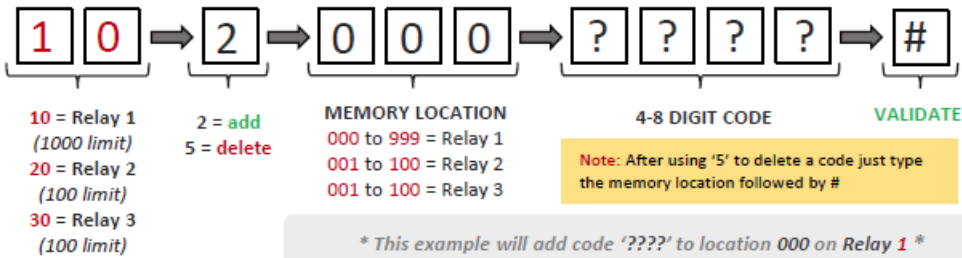 1 0 2 0 0 0 ? ? ? ? #
10 = Relay 1
(1000 limit)
20 = Relay 2
(100 limit)
30 = Relay 3
(100 limit)
2 = add
5 = delete
MEMORY LOCATION
000 to 999 = Relay 1
001 to 100 = Relay 2
001 to 100 = Relay 3
4-8 DIGIT CODE
Note: After using ‘5’ to delete a code just type
the memory location followed by #
VALIDATE
* This example will add code ‘????’ to location 000 on Relay 1 *